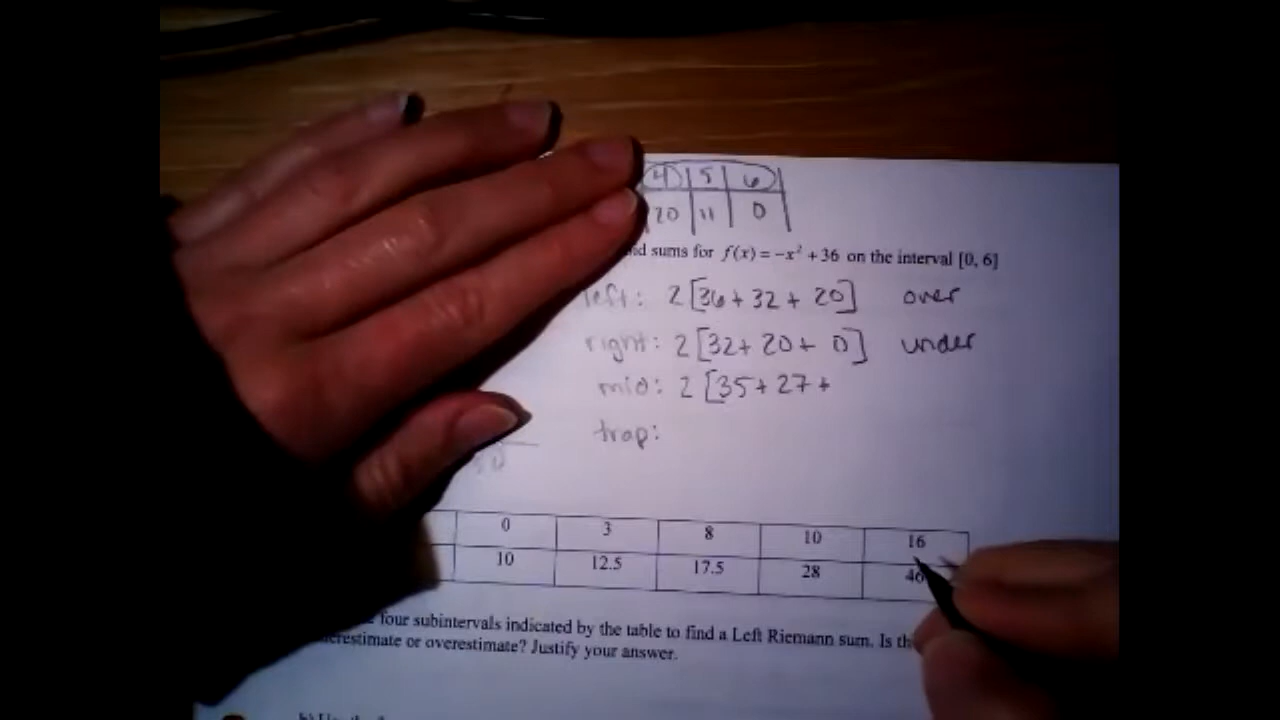 4 5 6
20 11 0
sums for f(x) = -x² + 36 on the interval [0, 6]
left: 2[36+32+20] over
right: 2[32+20+0] under
mid: 2[35+27+
trap:
0 3 8 10 16
10 12.5 17.5 28
four subintervals indicated by the table to find a Left Riemann sum. Is
or overestimate? Justify your answer.